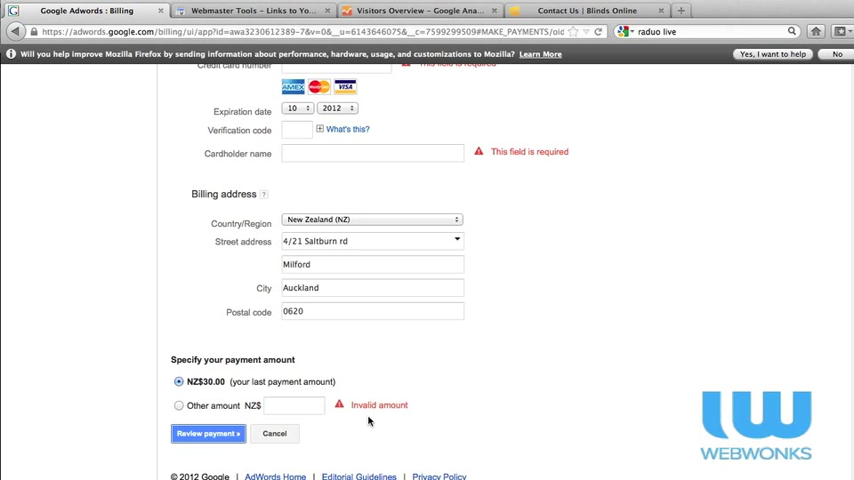 Google Adwords : Billing
Webmaster Tools – Links to Yo...
Visitors Overview – Google Ana...
Contact Us | Blinds Online
https://adwords.google.com/billing/ui/app?id=awa3230612389-7&v=0&__u=6143646075&__c=7599299509#MAKE_PAYMENTS/oid
raduo live
Will you help improve Mozilla Firefox by sending information about performance, hardware, usage, and customizations to Mozilla? Learn More
Yes, I want to help
No
Credit card number
This field is required
AMEX
MasterCard
VISA
Expiration date
10
2012
Verification code
What's this?
Cardholder name
This field is required
Billing address ?
Country/Region
New Zealand (NZ)
Street address
4/21 Saltburn rd
Milford
City
Auckland
Postal code
0620
Specify your payment amount
NZ$30.00 (your last payment amount)
Other amount NZ$
Invalid amount
Review payment »
Cancel
WEBWONKS
© 2012 Google | AdWords Home | Editorial Guidelines | Privacy Policy